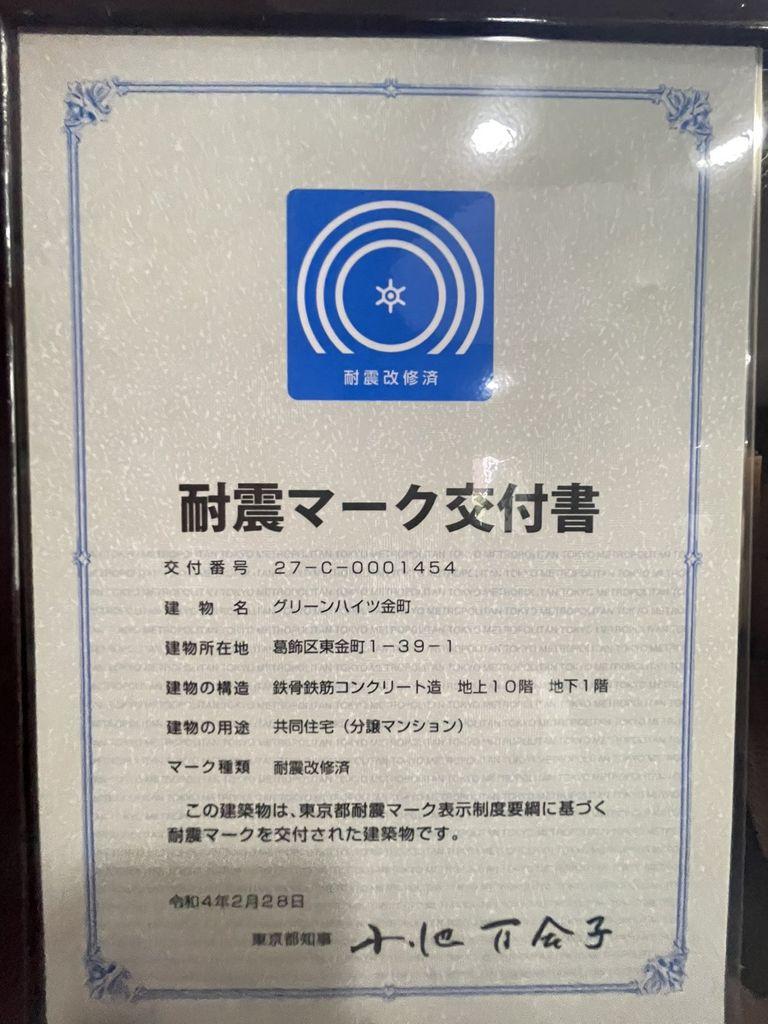 耐震改修済
耐震マーク交付書
交付番号 27-C-0001454
建物名 グリーンハイツ金町
建物所在地 葛飾区東金町1-39-1
建物の構造 鉄骨鉄筋コンクリート造 地上10階 地下1階
建物の用途 共同住宅（分譲マンション）
マーク種類 耐震改修済
この建築物は、東京都耐震マーク表示制度要綱に基づく
耐震マークを交付された建築物です。
令和4年2月28日
東京都知事 小池百合子